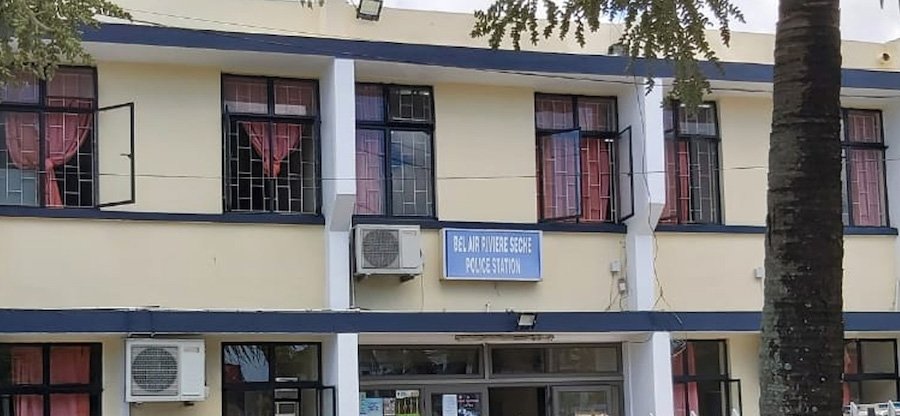 BEL AIR RIVIERE SECHE
POLICE STATION